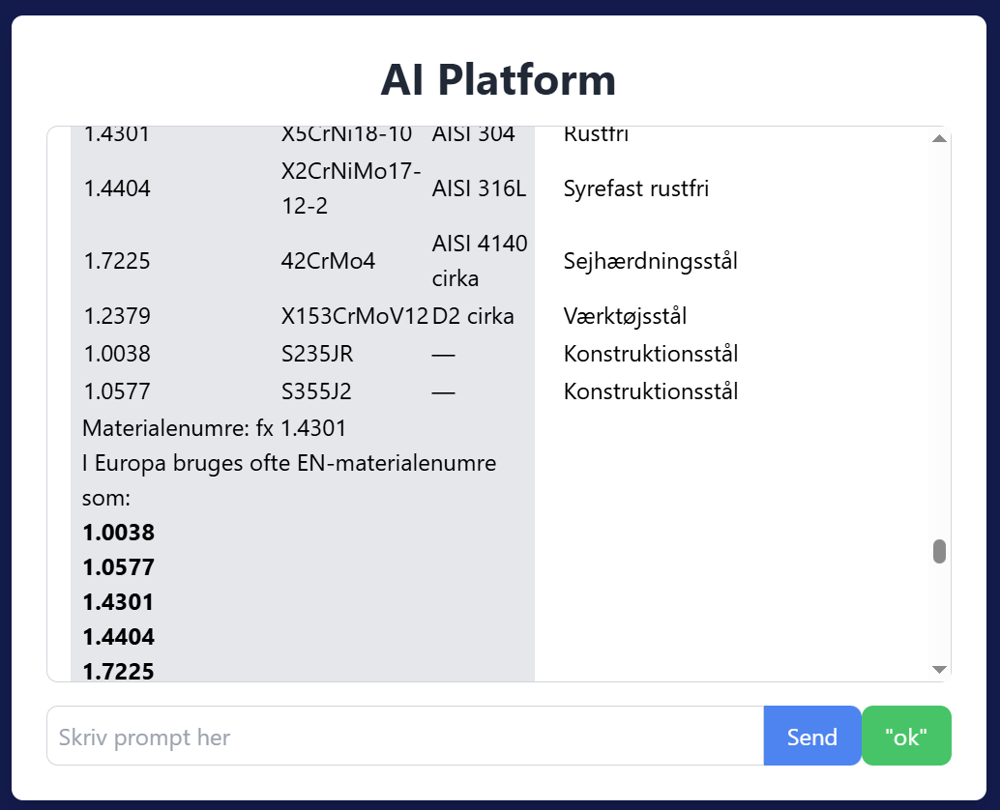 AI Platform
1.4301 X5CrNi18-10 AISI 304 Rustfri
1.4404 X2CrNiMo17-12-2 AISI 316L Syrefast rustfri
1.7225 42CrMo4 AISI 4140 cirka Sejhærdningsstål
1.2379 X153CrMoV12 D2 cirka Værktøjsstål
1.0038 S235JR — Konstruktionsstål
1.0577 S355J2 — Konstruktionsstål
Materialenumre: fx 1.4301
I Europa bruges ofte EN-materialenumre
som:
1.0038
1.0577
1.4301
1.4404
1.7225
Skriv prompt her
Send
"ok"